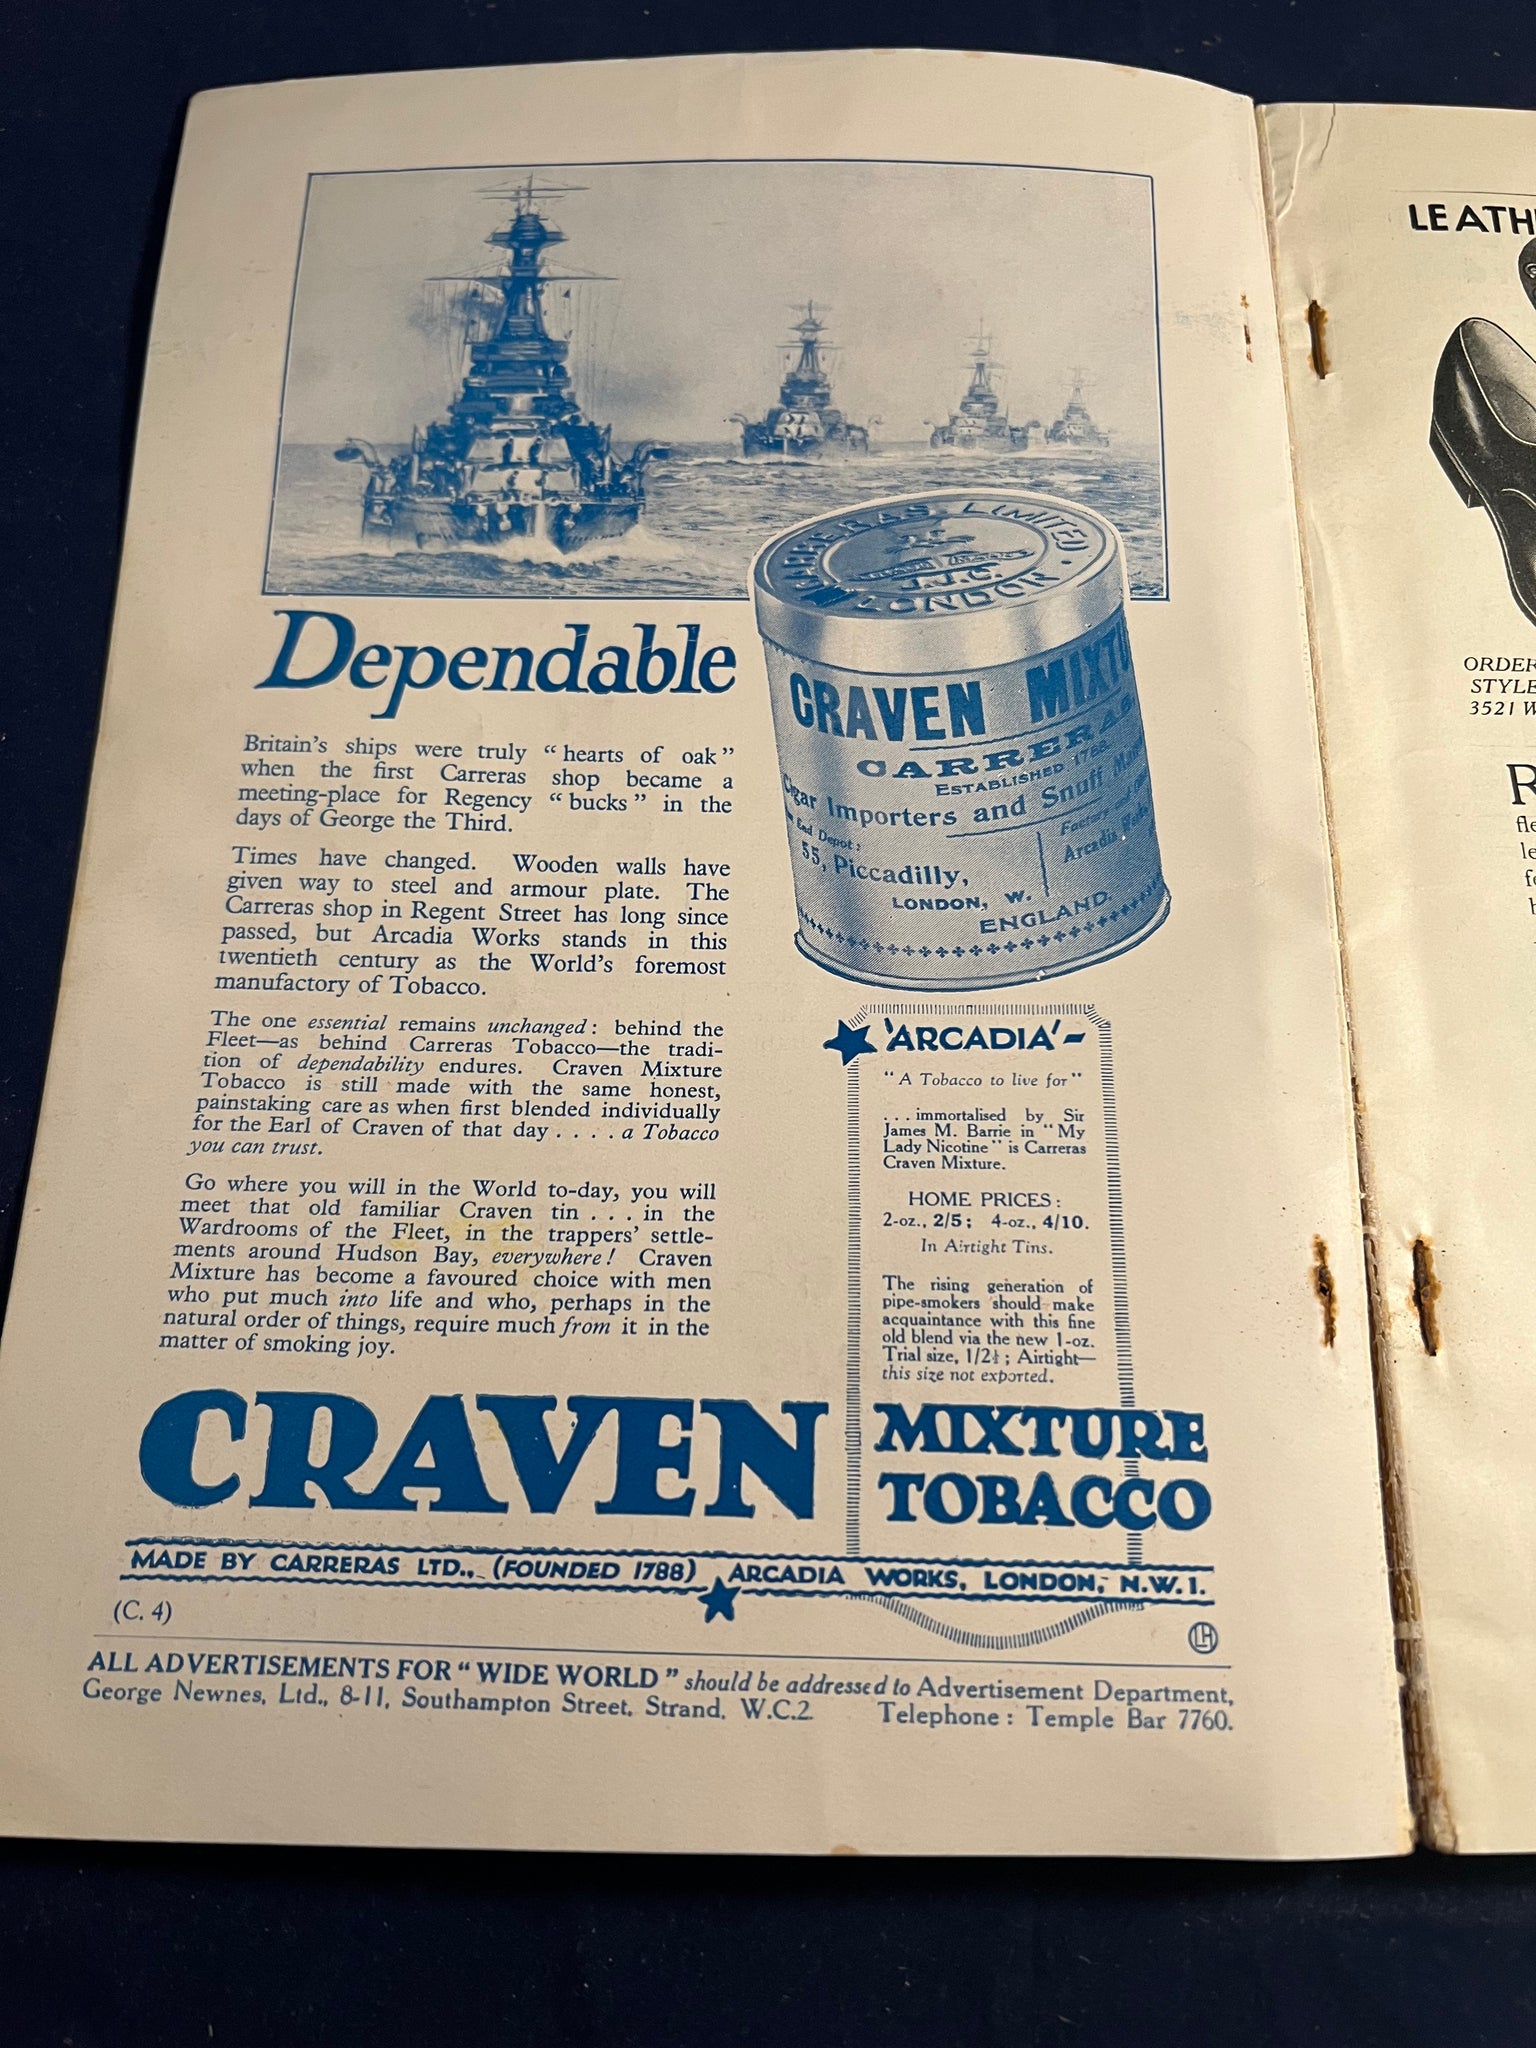 CARRERAS LIMITED
J.J.C.
LONDON
CRAVEN
CARRERAS
ESTABLISHED 1788
Cigar Importers and Snuff
End Depot:
55, Piccadilly,
LONDON, W.
Factory
Arcadia Works
ENGLAND.
Dependable
Britain's ships were truly "hearts of oak"
when the first Carreras shop became a
meeting-place for Regency "bucks" in the
days of George the Third.
Times have changed. Wooden walls have
given way to steel and armour plate. The
Carreras shop in Regent Street has long since
passed, but Arcadia Works stands in this
twentieth century as the World's foremost
manufactory of Tobacco.
The one essential remains unchanged: behind the
Fleet—as behind Carreras Tobacco—the tradi-
tion of dependability endures. Craven Mixture
Tobacco is still made with the same honest,
painstaking care as when first blended individually
for the Earl of Craven of that day . . . . a Tobacco
you can trust.
Go where you will in the World to-day, you will
meet that old familiar Craven tin . . . in the
Wardrooms of the Fleet, in the trappers' settle-
ments around Hudson Bay, everywhere! Craven
Mixture has become a favoured choice with men
who put much into life and who, perhaps in the
natural order of things, require much from it in the
matter of smoking joy.
'ARCADIA'-
"A Tobacco to live for"
. . . immortalised by Sir
James M. Barrie in "My
Lady Nicotine" is Carreras
Craven Mixture.
HOME PRICES:
2-oz., 2/5; 4-oz., 4/10.
In Airtight Tins.
The rising generation of
pipe-smokers should make
acquaintance with this fine
old blend via the new 1-oz.
Trial size, 1/2½; Airtight—
this size not exported.
CRAVEN MIXTURE
TOBACCO
MADE BY CARRERAS LTD., (FOUNDED 1788) ARCADIA WORKS, LONDON, N.W.1.
(C. 4)
LH
ALL ADVERTISEMENTS FOR "WIDE WORLD" should be addressed to Advertisement Department,
George Newnes, Ltd., 8-11, Southampton Street, Strand, W.C.2. Telephone: Temple Bar 7760.
LEATH
ORDER
STYLE
3521 W
R
fle
le
f